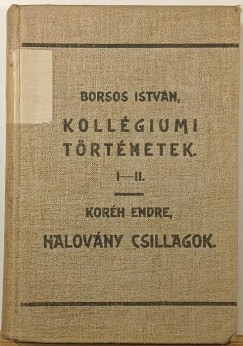 BORSOS ISTVÁN,
KOLLÉGIUMI
TÖRTÉNETEK.
I—II.
KORÉH ENDRE,
HALOVÁNY CSILLAGOK.